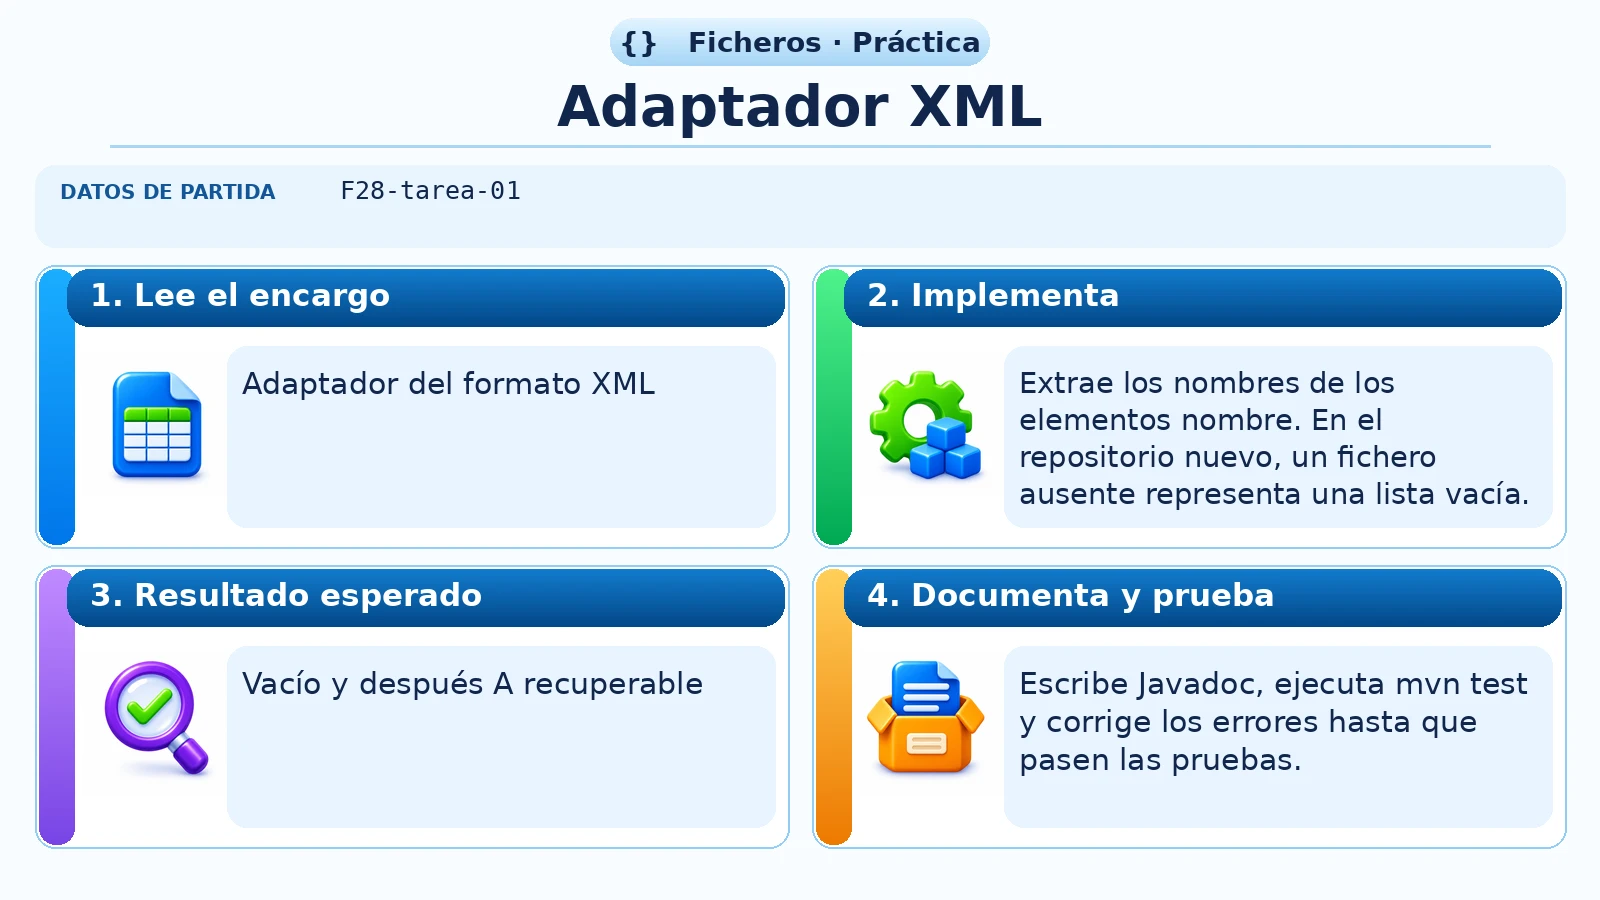 {} Ficheros · Práctica
Adaptador XML
DATOS DE PARTIDA F28-tarea-01
1. Lee el encargo
Adaptador del formato XML
2. Implementa
Extrae los nombres de los
elementos nombre. En el
repositorio nuevo, un fichero
ausente representa una lista vacía.
3. Resultado esperado
Vacío y después A recuperable
4. Documenta y prueba
Escribe Javadoc, ejecuta mvn test
y corrige los errores hasta que
pasen las pruebas.